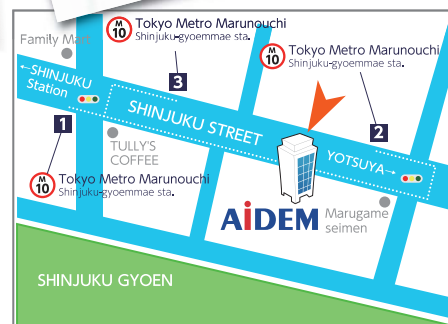 M
10
Tokyo Metro Marunouchi
Shinjuku-gyoemmae sta.
Family Mart
3
M
10
Tokyo Metro Marunouchi
Shinjuku-gyoemmae sta.
2
←SHINJUKU
Station
SHINJUKU STREET
1
TULLY'S
COFFEE
YOTSUYA→
M
10
Tokyo Metro Marunouchi
Shinjuku-gyoemmae sta.
AiDEM
Marugame
seimen
SHINJUKU GYOEN